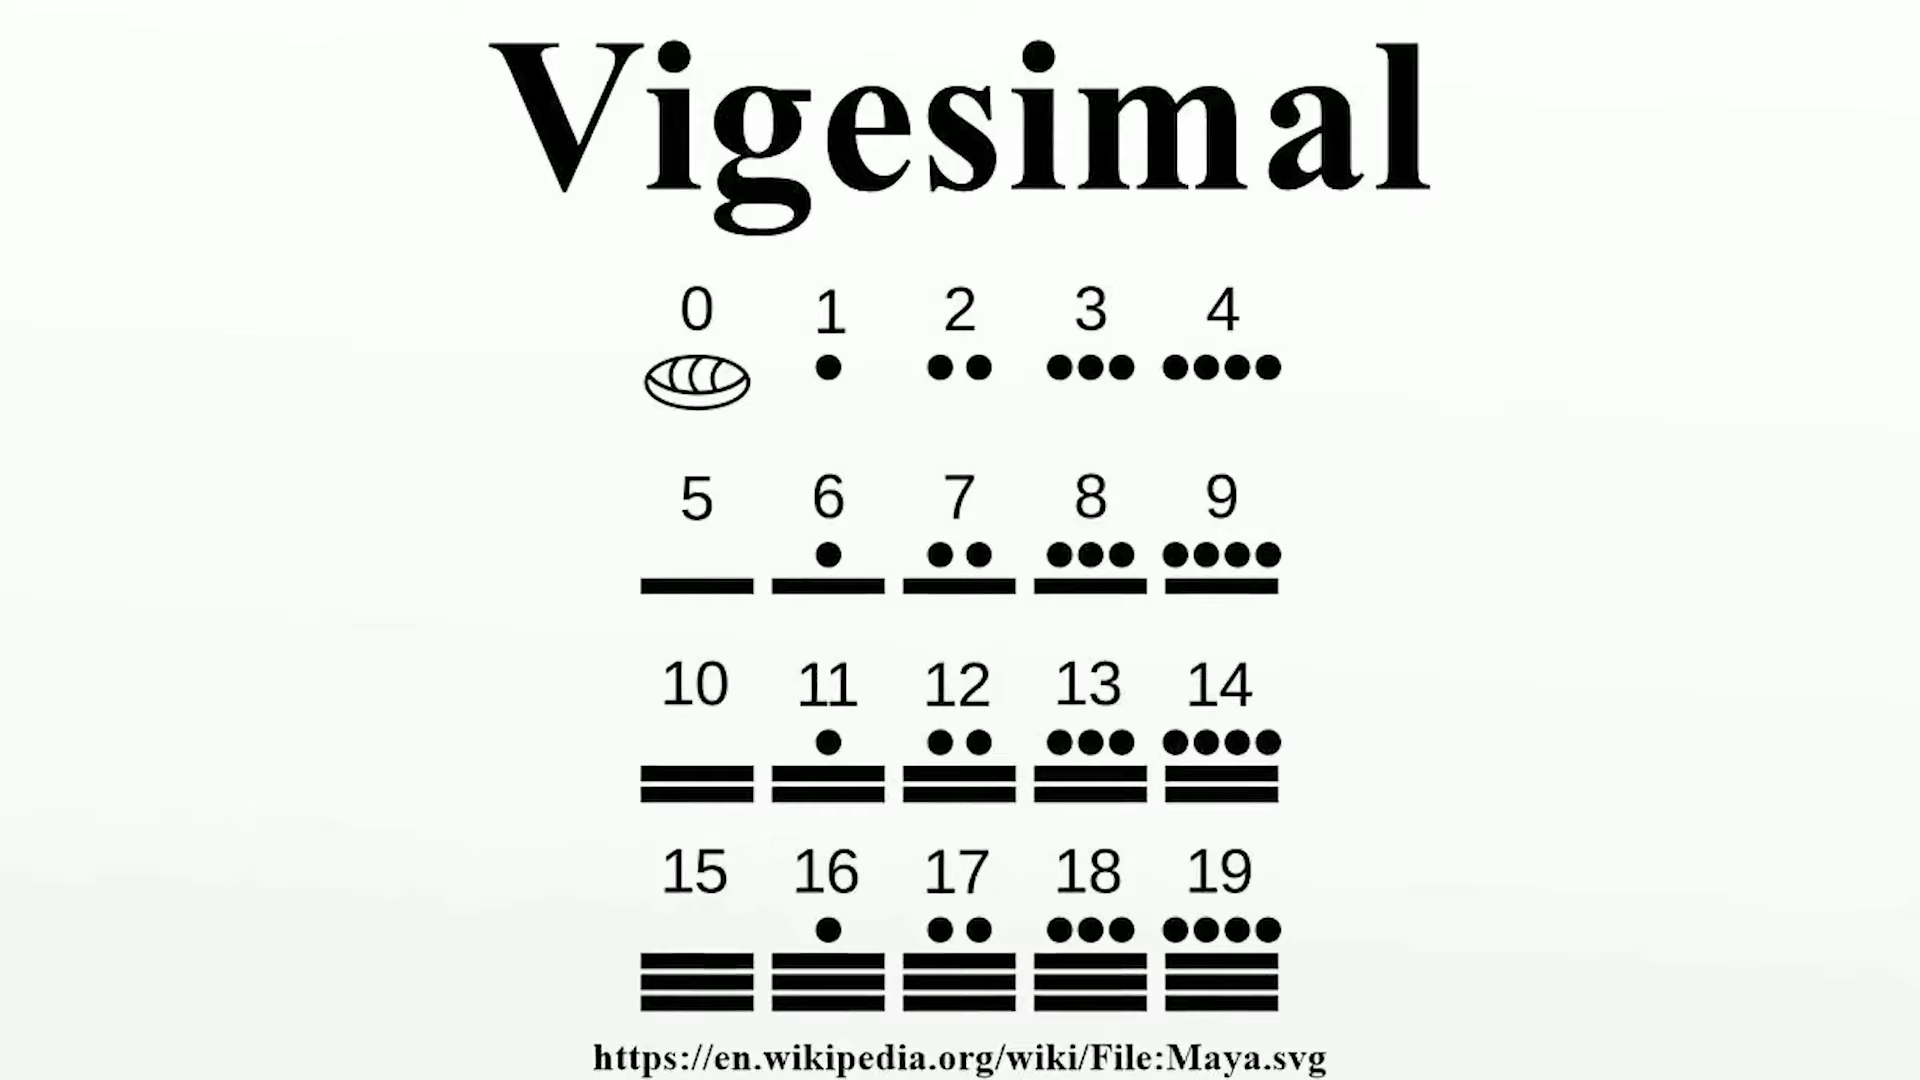 Vigesimal
0 1 2 3 4
5 6 7 8 9
10 11 12 13 14
15 16 17 18 19
https://en.wikipedia.org/wiki/File:Maya.svg